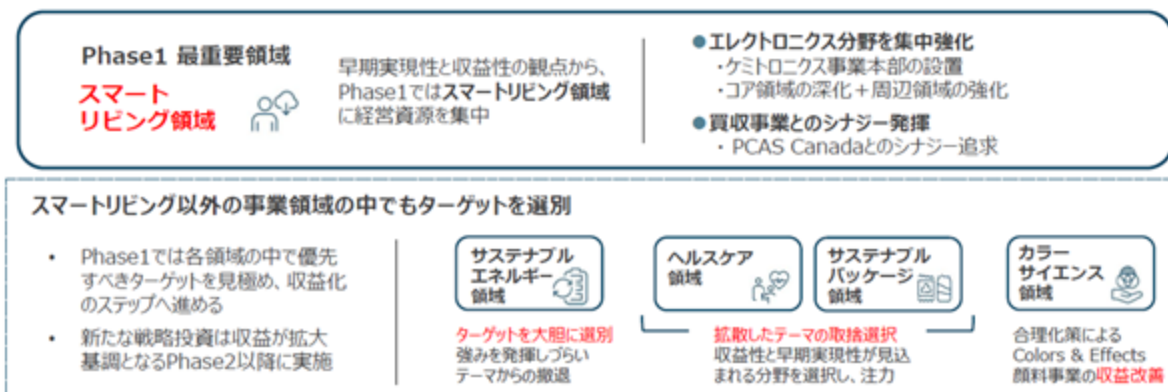 Phase1 最重要領域
スマート
リビング領域
早期実現性と収益性の観点から、
Phase1ではスマートリビング領域
に経営資源を集中
●エレクトロニクス分野を集中強化
・ケミトロニクス事業本部の設置
・コア領域の深化+周辺領域の強化
●買収事業とのシナジー発揮
・ PCAS Canadaとのシナジー追求
スマートリビング以外の事業領域の中でもターゲットを選別
• Phase1では各領域の中で優先
すべきターゲットを見極め、収益化
のステップへ進める
• 新たな戦略投資は収益が拡大
基調となるPhase2以降に実施
サステナブル
エネルギー
領域
ターゲットを大胆に選別
強みを発揮しづらい
テーマからの撤退
ヘルスケア
領域
サステナブル
パッケージ
領域
拡散したテーマの取捨選択
収益性と早期実現性が見込
まれる分野を選択し、注力
カラー
サイエンス
領域
合理化策による
Colors & Effects
顔料事業の収益改善